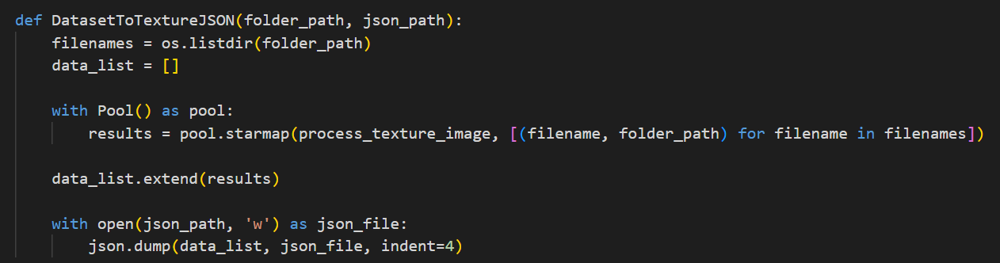 def DatasetToTextureJSON(folder_path, json_path):
    filenames = os.listdir(folder_path)
    data_list = []

    with Pool() as pool:
        results = pool.starmap(process_texture_image, [(filename, folder_path) for filename in filenames])

    data_list.extend(results)

    with open(json_path, 'w') as json_file:
        json.dump(data_list, json_file, indent=4)